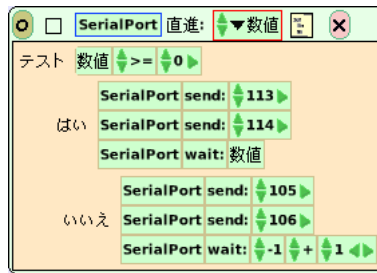 SerialPort 直進: 数値
テスト 数値 >= 0
SerialPort send: 113
はい SerialPort send: 114
SerialPort wait: 数値
SerialPort send: 105
いいえ SerialPort send: 106
SerialPort wait: -1 + 1